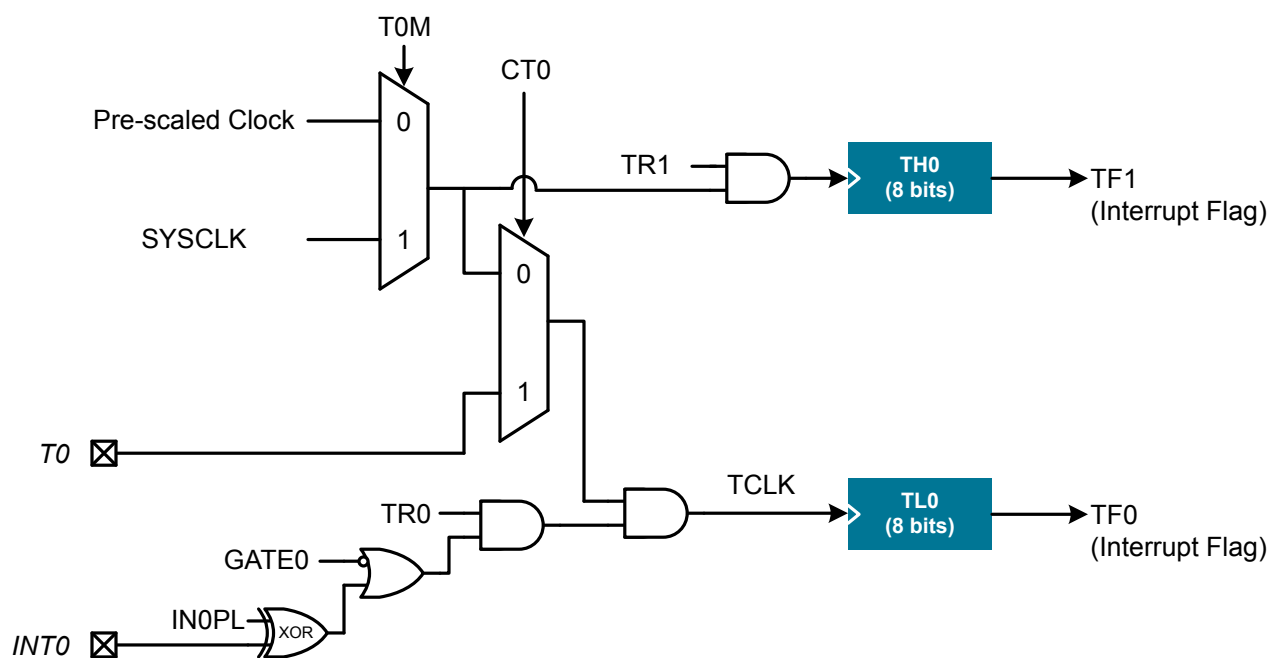 T0M
CT0
Pre-scaled Clock
0
TR1
TH0
(8 bits)
TF1
(Interrupt Flag)
SYSCLK
1
0
1
T0
TCLK
TL0
(8 bits)
TF0
(Interrupt Flag)
TR0
GATE0
IN0PL
XOR
INT0